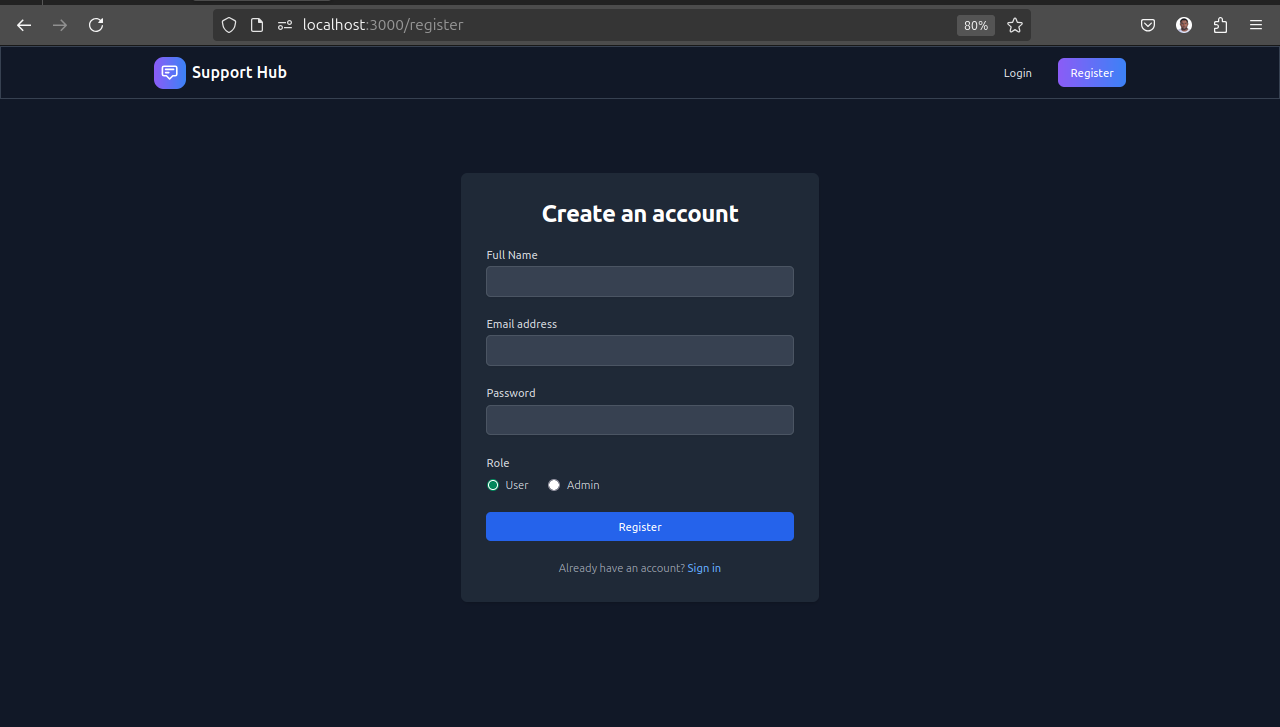 localhost:3000/register
80%
Support Hub
Login
Register
Create an account
Full Name
Email address
Password
Role
User
Admin
Register
Already have an account? Sign in